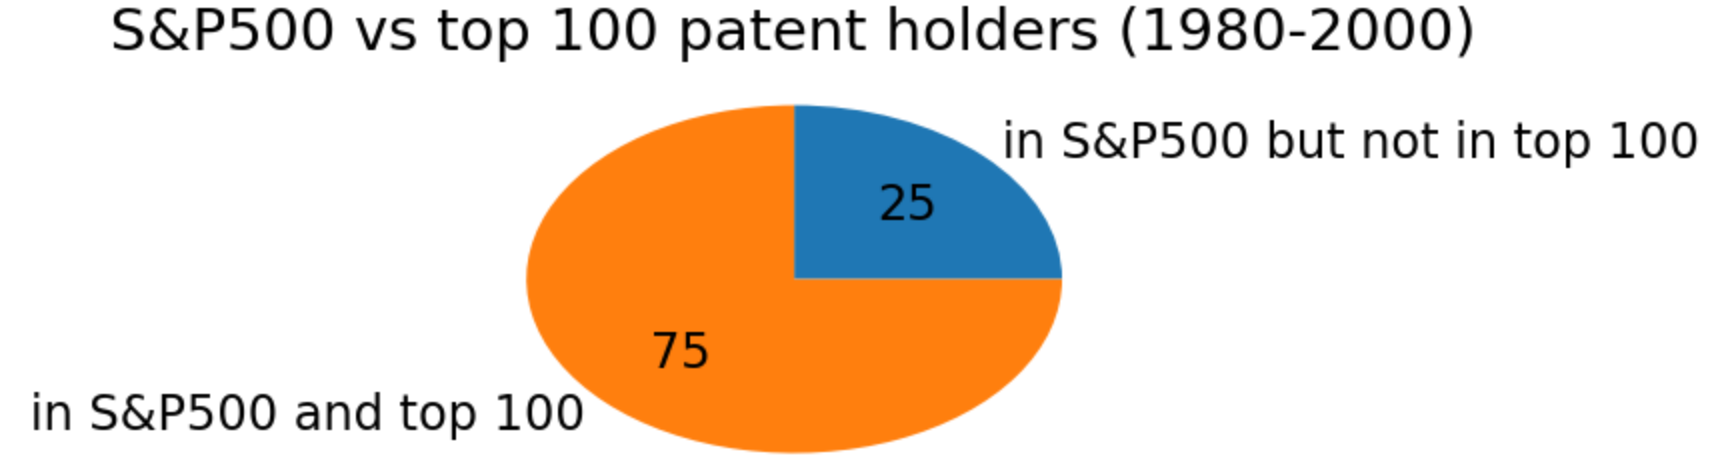 S&P500 vs top 100 patent holders (1980-2000)
in S&P500 but not in top 100
25
75
in S&P500 and top 100